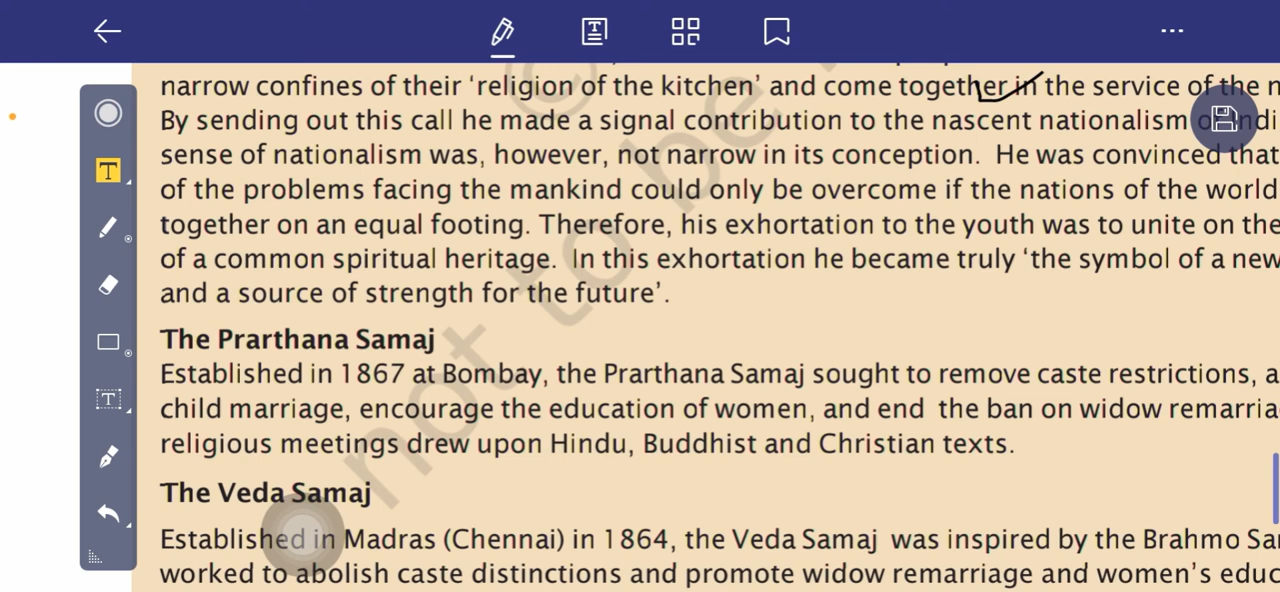 narrow confines of their ‘religion of the kitchen’ and come together in the service of the
By sending out this call he made a signal contribution to the nascent nationalism
sense of nationalism was, however, not narrow in its conception. He was convinced that
of the problems facing the mankind could only be overcome if the nations of the world
together on an equal footing. Therefore, his exhortation to the youth was to unite on the
of a common spiritual heritage. In this exhortation he became truly ‘the symbol of a new
and a source of strength for the future’.
The Prarthana Samaj
Established in 1867 at Bombay, the Prarthana Samaj sought to remove caste restrictions,
child marriage, encourage the education of women, and end the ban on widow remarria
religious meetings drew upon Hindu, Buddhist and Christian texts.
The Veda Samaj
Established in Madras (Chennai) in 1864, the Veda Samaj was inspired by the Brahmo Sa
worked to abolish caste distinctions and promote widow remarriage and women’s educ
© not to be